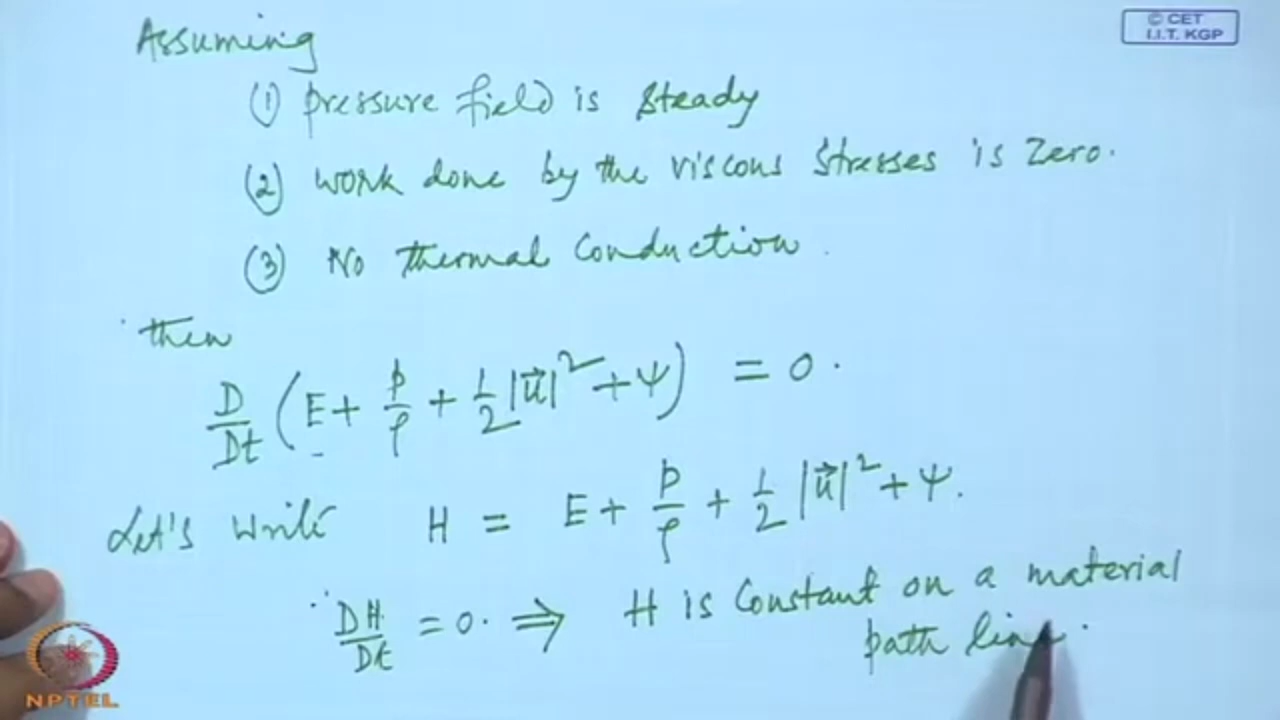 © CET
I.I.T. KGP
Assuming
(1) pressure field is steady
(2) work done by the viscous stresses is zero.
(3) No thermal conduction.
then
D/Dt (E + p/ρ + 1/2 |u⃗|² + Ψ) = 0.
Let's write H = E + p/ρ + 1/2 |u⃗|² + Ψ.
DH/Dt = 0. ⇒ H is constant on a material
path line.
NPTEL